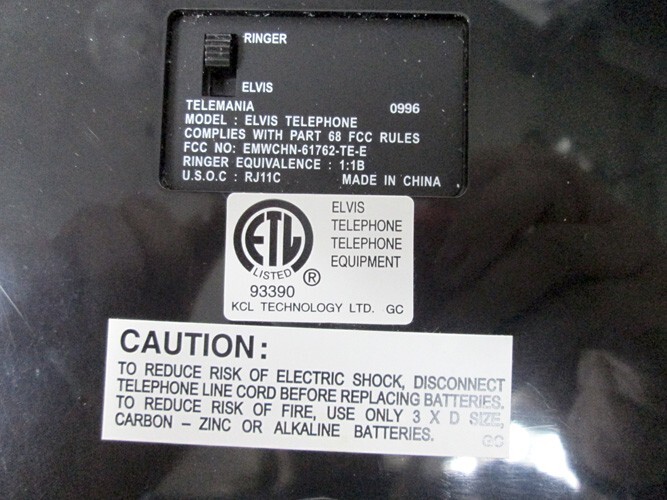 RINGER
ELVIS
TELEMANIA 0996
MODEL : ELVIS TELEPHONE
COMPLIES WITH PART 68 FCC RULES
FCC NO: EMWCHN-61762-TE-E
RINGER EQUIVALENCE : 1:1B
U.S.O.C : RJ11C MADE IN CHINA
ETL
LISTED
®
93390
KCL TECHNOLOGY LTD. GC
ELVIS
TELEPHONE
TELEPHONE
EQUIPMENT
CAUTION:
TO REDUCE RISK OF ELECTRIC SHOCK, DISCONNECT
TELEPHONE LINE CORD BEFORE REPLACING BATTERIES.
TO REDUCE RISK OF FIRE, USE ONLY 3 X D SIZE,
CARBON – ZINC OR ALKALINE BATTERIES.
GC